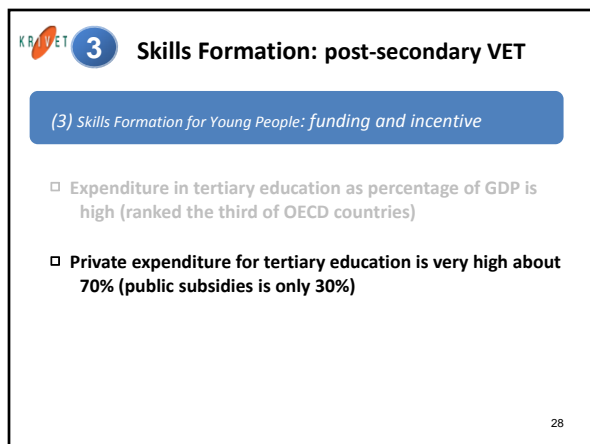 KRIVET
3 Skills Formation: post-secondary VET
(3) Skills Formation for Young People: funding and incentive
Expenditure in tertiary education as percentage of GDP is
high (ranked the third of OECD countries)
Private expenditure for tertiary education is very high about
70% (public subsidies is only 30%)
28